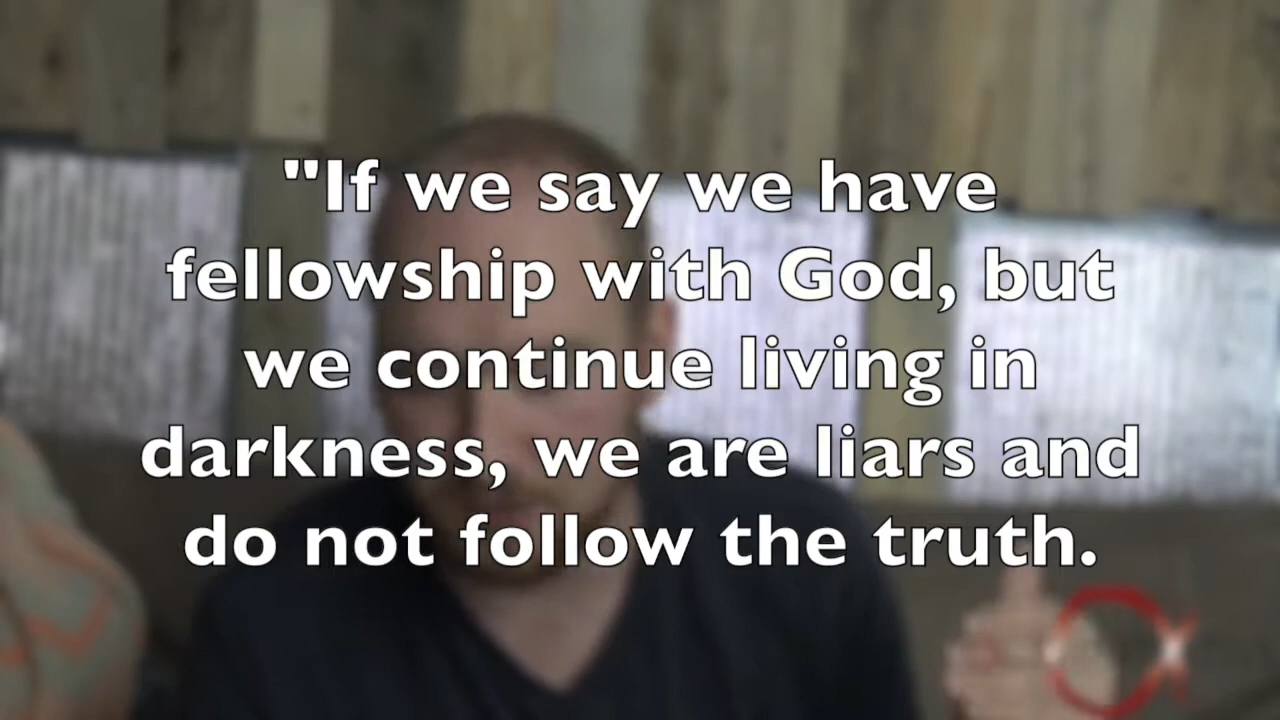 "If we say we have
fellowship with God, but
we continue living in
darkness, we are liars and
do not follow the truth.